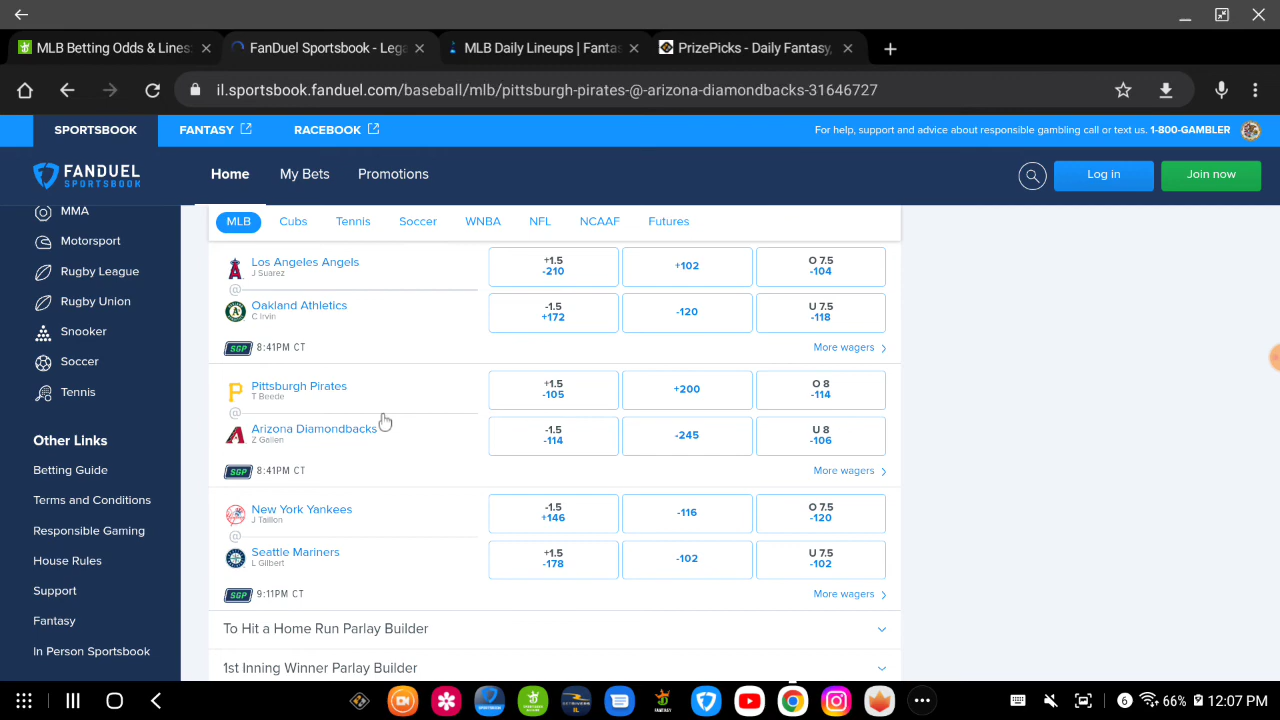 MLB Betting Odds & Lines
FanDuel Sportsbook - Lega
MLB Daily Lineups | Fantas
PrizePicks - Daily Fantasy,
il.sportsbook.fanduel.com/baseball/mlb/pittsburgh-pirates-@-arizona-diamondbacks-31646727
SPORTSBOOK
FANTASY
RACEBOOK
For help, support and advice about responsible gambling call or text us. 1-800-GAMBLER
FANDUEL
SPORTSBOOK
Home
My Bets
Promotions
Log in
Join now
MMA
Motorsport
Rugby League
Rugby Union
Snooker
Soccer
Tennis
Other Links
Betting Guide
Terms and Conditions
Responsible Gaming
House Rules
Support
Fantasy
In Person Sportsbook
MLB Cubs Tennis Soccer WNBA NFL NCAAF Futures
Los Angeles Angels
J Suarez
+1.5
-210
+102
O 7.5
-104
@
Oakland Athletics
C Irvin
-1.5
+172
-120
U 7.5
-118
SGP 8:41PM CT
More wagers
Pittsburgh Pirates
T Beede
+1.5
-105
+200
O 8
-114
@
Arizona Diamondbacks
Z Gallen
-1.5
-114
-245
U 8
-106
SGP 8:41PM CT
More wagers
New York Yankees
J Taillon
-1.5
+146
-116
O 7.5
-120
@
Seattle Mariners
L Gilbert
+1.5
-178
-102
U 7.5
-102
SGP 9:11PM CT
More wagers
To Hit a Home Run Parlay Builder
1st Inning Winner Parlay Builder
6
66%
12:07 PM